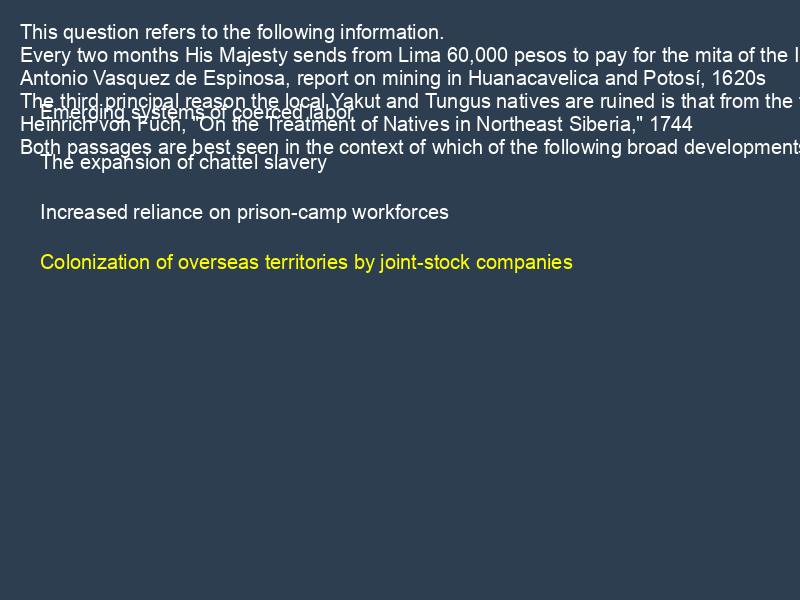 This question refers to the following information.
Every two months His Majesty sends from Lima 60,000 pesos to pay for the mita of the
Antonio Vasquez de Espinosa, report on mining in Huanacavelica and Potosí, 1620s
The third principal reason the local Yakut and Tungus natives are ruined is that from the
Emerging systems of coerced labor
Heinrich von Füch, "On the Treatment of Natives in Northeast Siberia," 1744
Both passages are best seen in the context of which of the following broad developments
The expansion of chattel slavery
Increased reliance on prison-camp workforces
Colonization of overseas territories by joint-stock companies